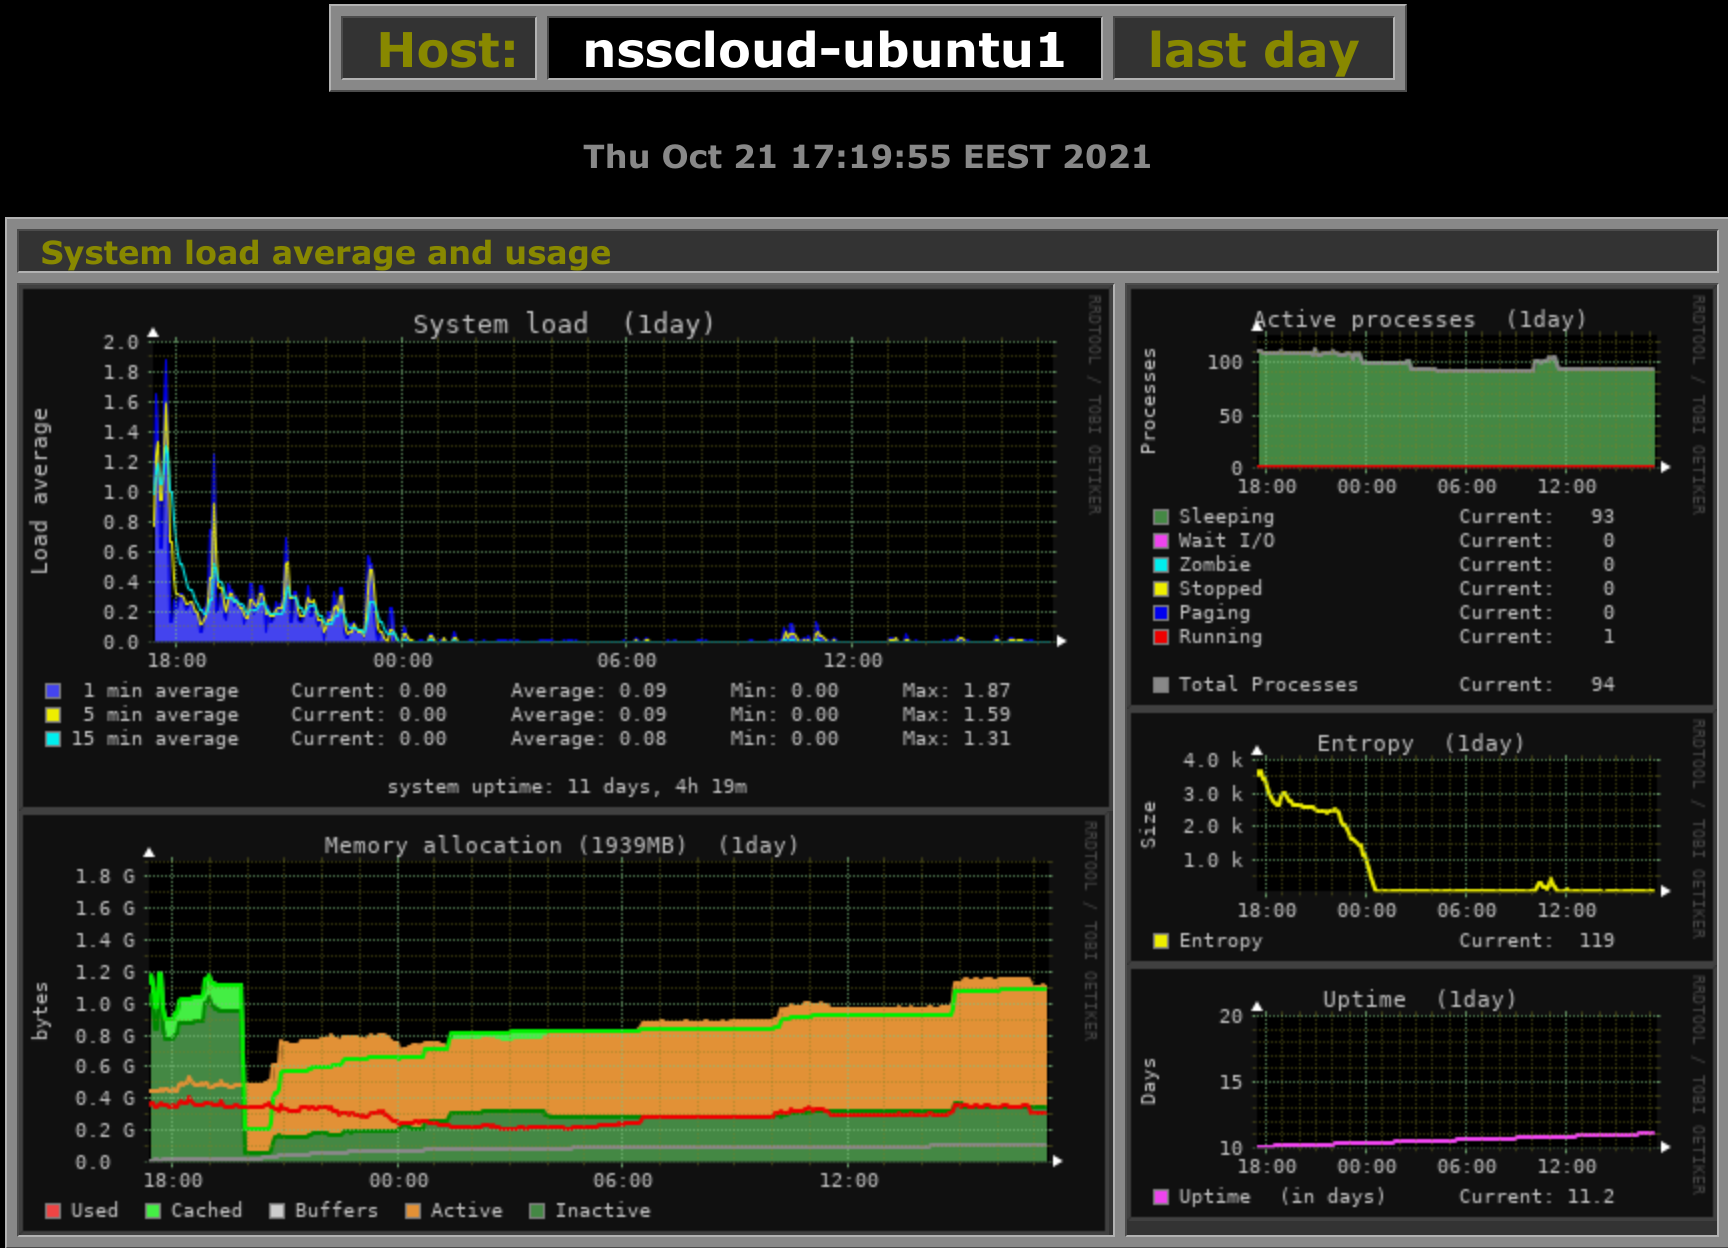 Host: nsscloud-ubuntu1 last day
Thu Oct 21 17:19:55 EEST 2021
System load average and usage
System load (1day)
RRDTOOL / TOBI OETIKER
Load average
2.0
1.8
1.6
1.4
1.2
1.0
0.8
0.6
0.4
0.2
0.0
18:00 00:00 06:00 12:00
1 min average Current: 0.00 Average: 0.09 Min: 0.00 Max: 1.87
5 min average Current: 0.00 Average: 0.09 Min: 0.00 Max: 1.59
15 min average Current: 0.00 Average: 0.08 Min: 0.00 Max: 1.31
system uptime: 11 days, 4h 19m
Memory allocation (1939MB) (1day)
RRDTOOL / TOBI OETIKER
bytes
1.8 G
1.6 G
1.4 G
1.2 G
1.0 G
0.8 G
0.6 G
0.4 G
0.2 G
0.0
18:00 00:00 06:00 12:00
Used Cached Buffers Active Inactive
Active processes (1day)
RRDTOOL / TOBI OETIKER
Processes
100
50
0
18:00 00:00 06:00 12:00
Sleeping Current: 93
Wait I/O Current: 0
Zombie Current: 0
Stopped Current: 0
Paging Current: 0
Running Current: 1
Total Processes Current: 94
Entropy (1day)
RRDTOOL / TOBI OETIKER
Size
4.0 k
3.0 k
2.0 k
1.0 k
18:00 00:00 06:00 12:00
Entropy Current: 119
Uptime (1day)
RRDTOOL / TOBI OETIKER
Days
20
15
10
18:00 00:00 06:00 12:00
Uptime (in days) Current: 11.2